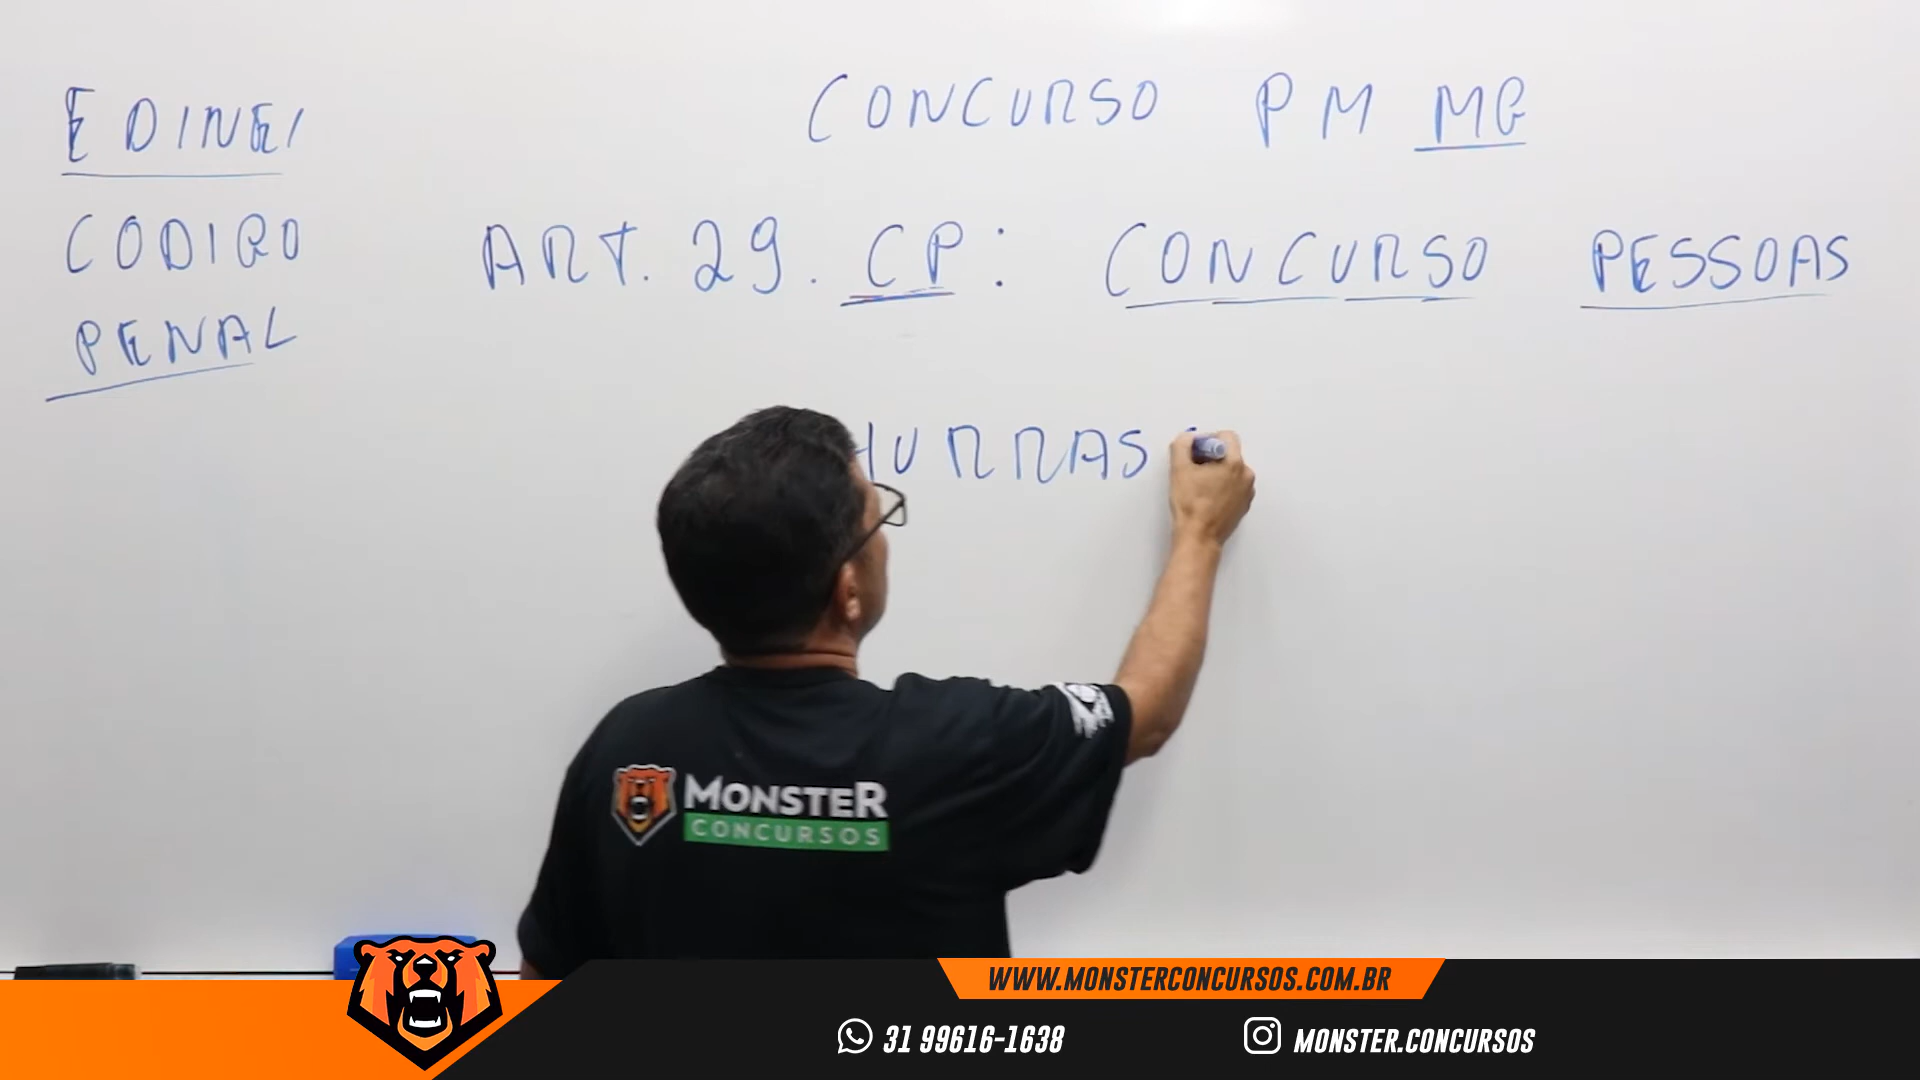 EDINEI
CODIGO
PENAL
CONCURSO PM MG
ART. 29. CP: CONCURSO PESSOAS
HURRAS
MONSTER
CONCURSOS
WWW.MONSTERCONCURSOS.COM.BR
31 99616-1638
MONSTER.CONCURSOS